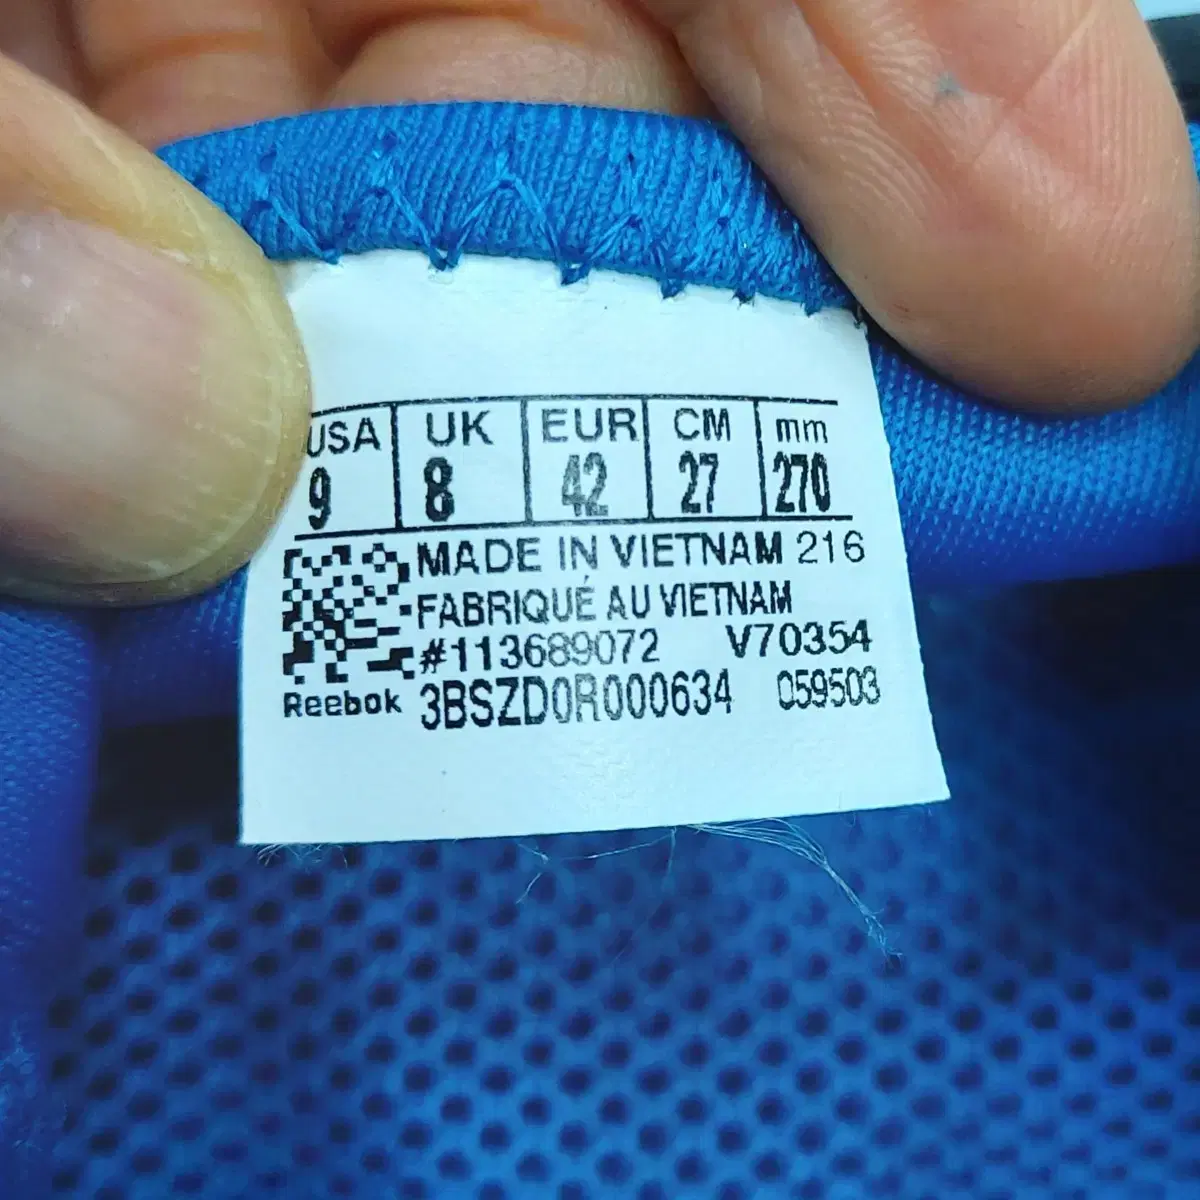 USA UK EUR CM mm
9 8 42 27 270
MADE IN VIETNAM 216
FABRIQUÉ AU VIETNAM
#113689072 V70354
Reebok 3BSZD0R000634 059503